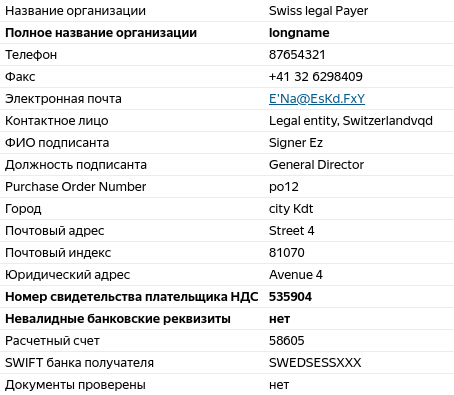 Название организации Swiss legal Payer
Полное название организации longname
Телефон 87654321
Факс +41 32 6298409
Электронная почта E'Na@EsKd.FxY
Контактное лицо Legal entity, Switzerlandvqd
ФИО подписанта Signer Ez
Должность подписанта General Director
Purchase Order Number po12
Город city Kdt
Почтовый адрес Street 4
Почтовый индекс 81070
Юридический адрес Avenue 4
Номер свидетельства плательщика НДС 535904
Невалидные банковские реквизиты нет
Расчетный счет 58605
SWIFT банка получателя SWEDSESSXXX
Документы проверены нет